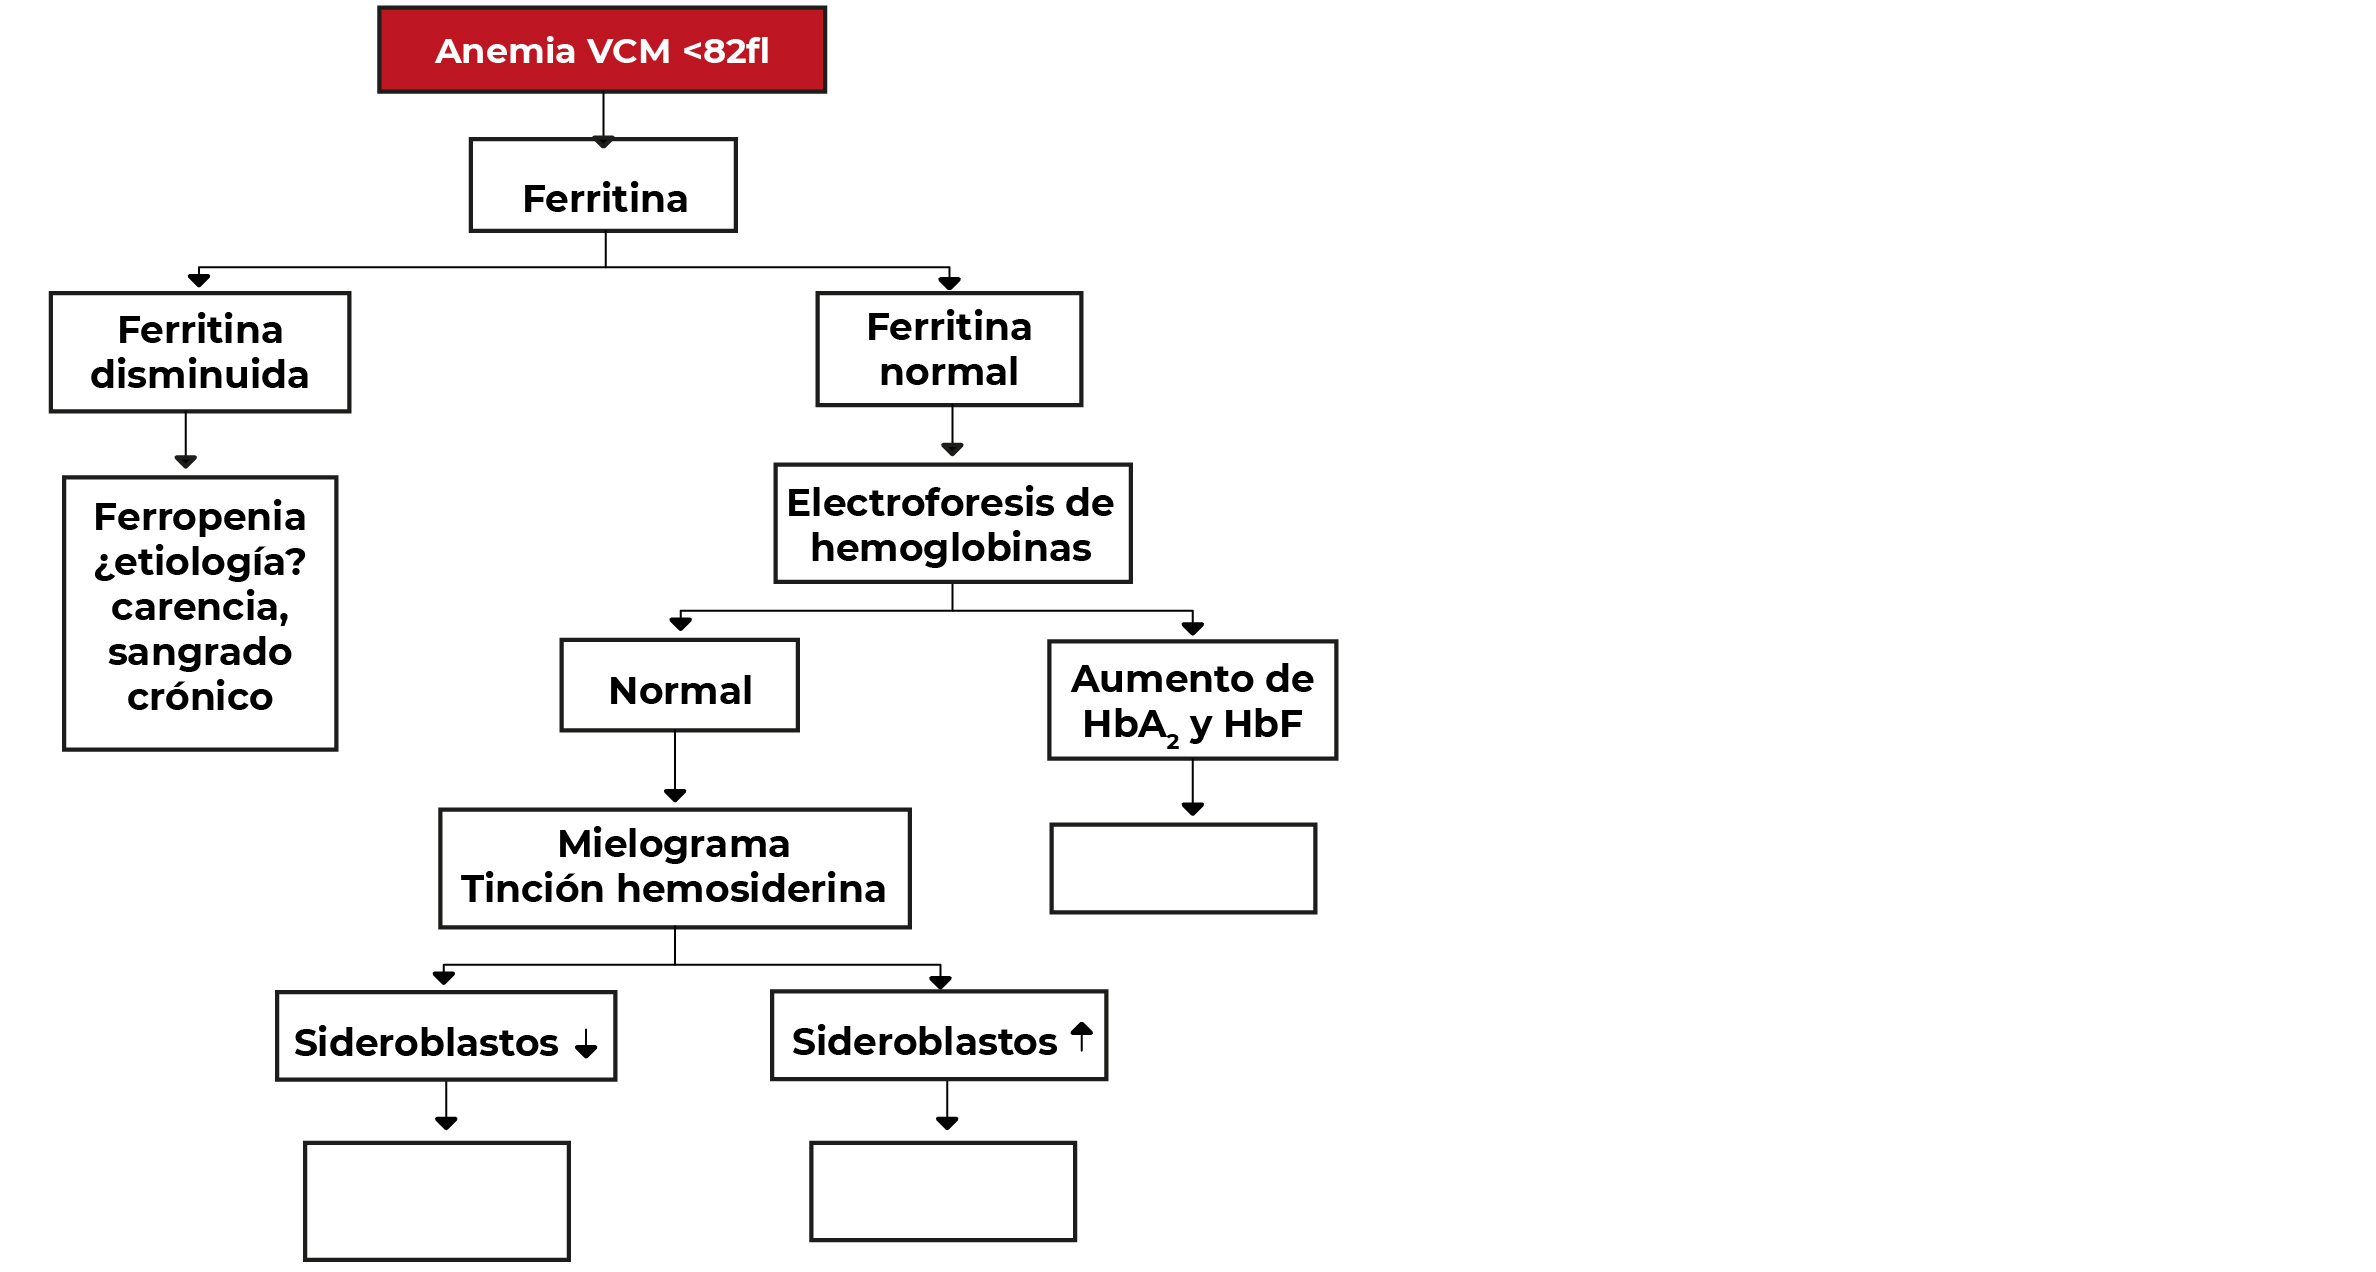 Anemia VCM <82fl
Ferritina
Ferritina
disminuida
Ferritina
normal
Ferropenia
¿etiología?
carencia,
sangrado
crónico
Electroforesis de
hemoglobinas
Normal
Aumento de
HbA₂ y HbF
Mielograma
Tinción hemosiderina
Sideroblastos ↓
Sideroblastos ↑